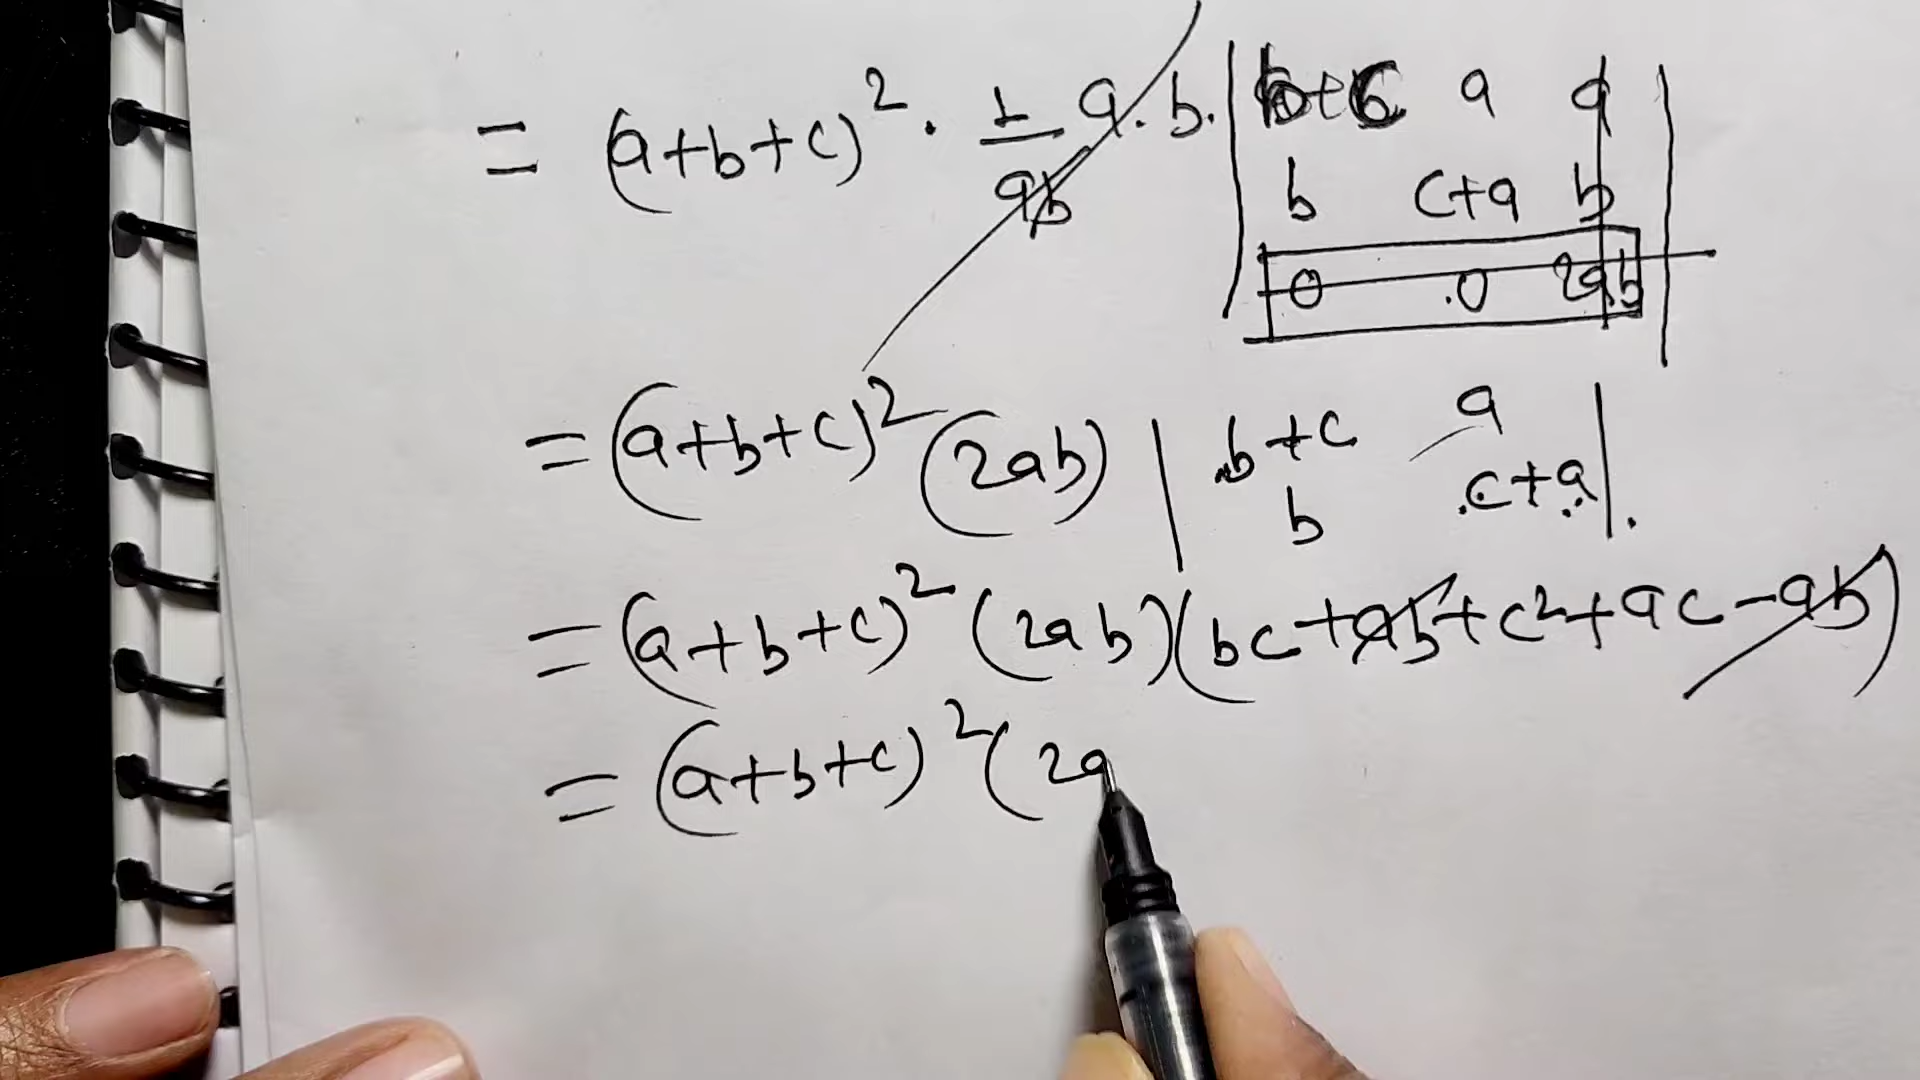 = (a+b+c)² · 1/ab a. b. | b+c a a |
| b c+a b |
| 0 .0 2ab |
= (a+b+c)² (2ab) | b+c a |
| b c+a |.
= (a+b+c)² (2ab)(bc+ab+c²+ac-ab)
= (a+b+c)² (2a